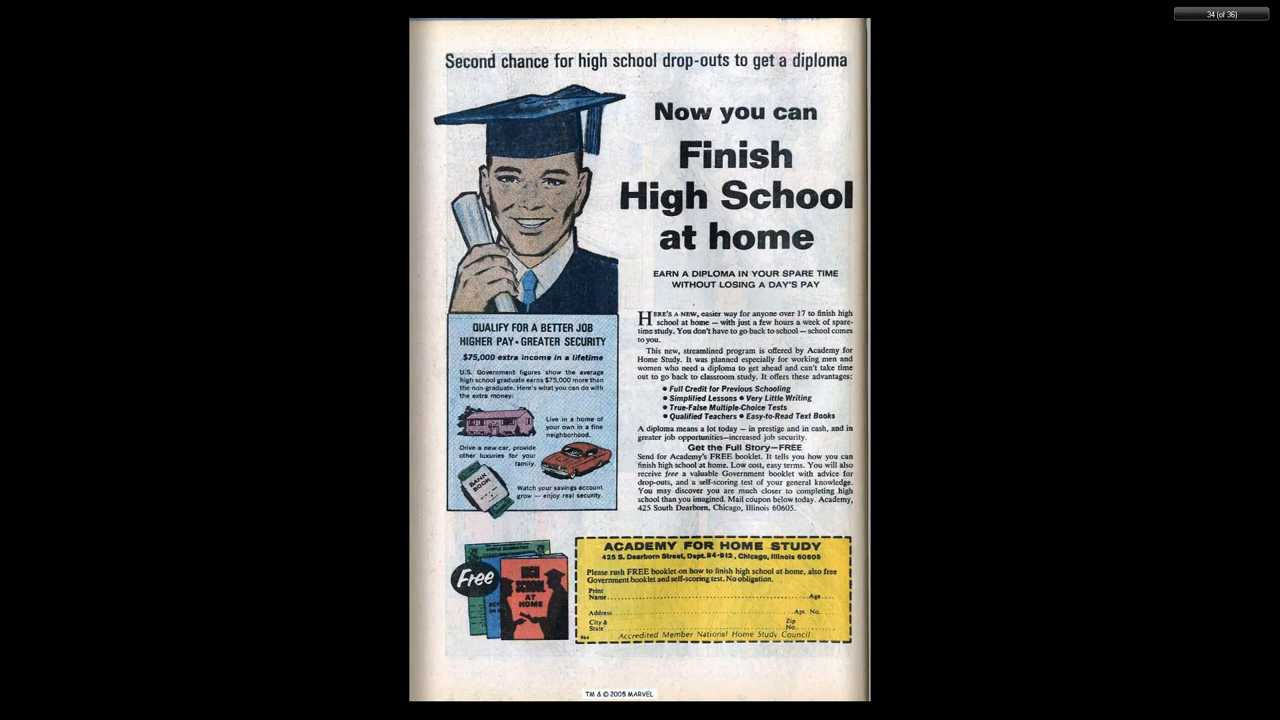 34 (of 36)
Second chance for high school drop-outs to get a diploma
Now you can
Finish
High School
at home
EARN A DIPLOMA IN YOUR SPARE TIME
WITHOUT LOSING A DAY'S PAY
HERE'S A NEW, easier way for anyone over 17 to finish high
school at home — with just a few hours a week of spare-
time study. You don't have to go back to school — school comes
to you.
This new, streamlined program is offered by Academy for
Home Study. It was planned especially for working men and
women who need a diploma to get ahead and can't take time
out to go back to classroom study. It offers these advantages:
• Full Credit for Previous Schooling
• Simplified Lessons • Very Little Writing
• True-False Multiple-Choice Tests
• Qualified Teachers • Easy-to-Read Text Books
A diploma means a lot today — in prestige and in cash, and in
greater job opportunities—increased job security.
Get the Full Story—FREE
Send for Academy's FREE booklet. It tells you how you can
finish high school at home. Low cost, easy terms. You will also
receive free a valuable Government booklet with advice for
drop-outs, and a self-scoring test of your general knowledge.
You may discover you are much closer to completing high
school than you imagined. Mail coupon below today. Academy,
425 South Dearborn, Chicago, Illinois 60605.
QUALIFY FOR A BETTER JOB
HIGHER PAY • GREATER SECURITY
$75,000 extra income in a lifetime
U.S. Government figures show the average
high school graduate earns $75,000 more than
the non-graduate. Here's what you can do with
the extra money:
Live in a home of
your own in a fine
neighborhood.
Drive a new car, provide
other luxuries for your
family.
BANK
BOOK
Watch your savings account
grow — enjoy real security.
Free
HIGH
SCHOOL
AT
HOME
ACADEMY FOR HOME STUDY
425 S. Dearborn Street, Dept. 94-912, Chicago, Illinois 60605
Please rush FREE booklet on how to finish high school at home, also free
Government booklet and self-scoring test. No obligation.
Print
Name Age
Address Apt. No.
City & Zip
State No.
Accredited Member National Home Study Council
TM & © 2005 MARVEL